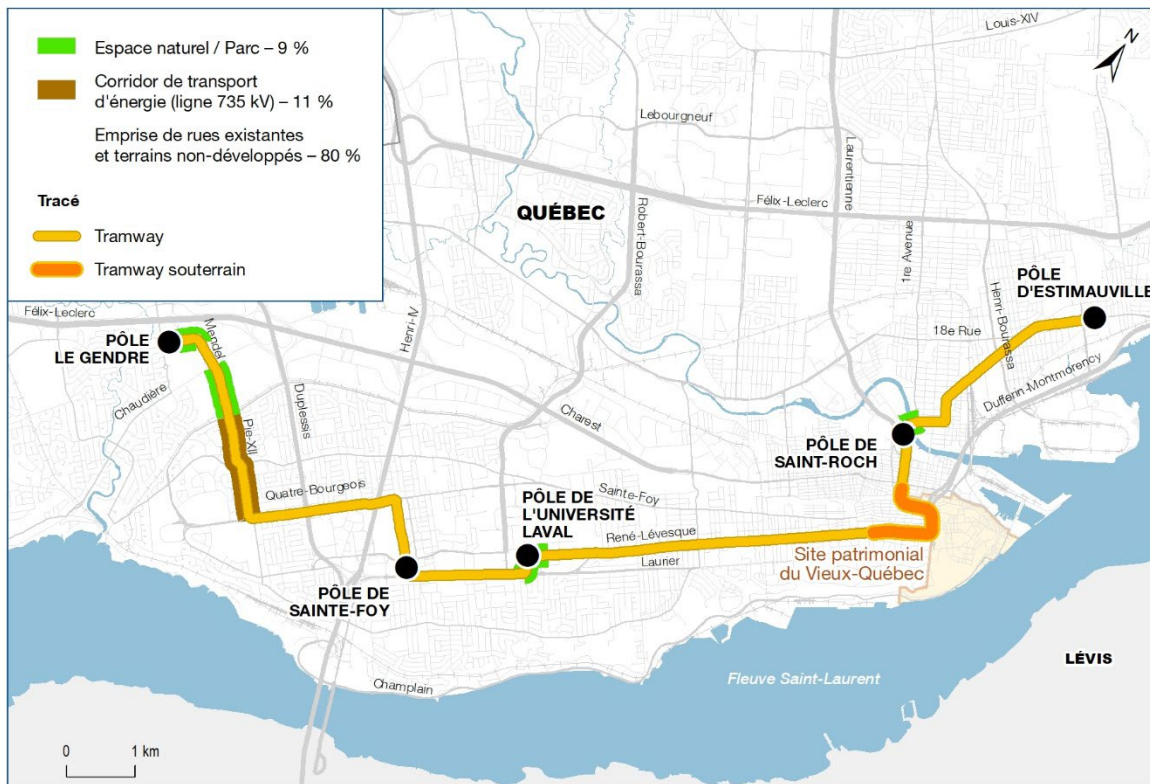 Espace naturel / Parc – 9 %
Corridor de transport
d'énergie (ligne 735 kV) – 11 %
Emprise de rues existantes
et terrains non-développés – 80 %
Tracé
Tramway
Tramway souterrain
Louis-XIV
N
Lebourgneuf
Laurentienne
Félix-Leclerc
QUÉBEC
Robert-Bourassa
1re Avenue
Henri-Bourassa
PÔLE
D'ESTIMAUVILLE
18e Rue
Dufferin-Montmorency
Félix-Leclerc
Mendel
Henri-IV
PÔLE
LE GENDRE
Chaudière
Duplessis
Charest
Pie-XII
PÔLE DE
SAINT-ROCH
Quatre-Bourgeois
Sainte-Foy
PÔLE DE
L'UNIVERSITÉ
LAVAL
René-Lévesque
Laurier
Site patrimonial
du Vieux-Québec
PÔLE DE
SAINTE-FOY
LÉVIS
Champlain
Fleuve Saint-Laurent
0 1 km